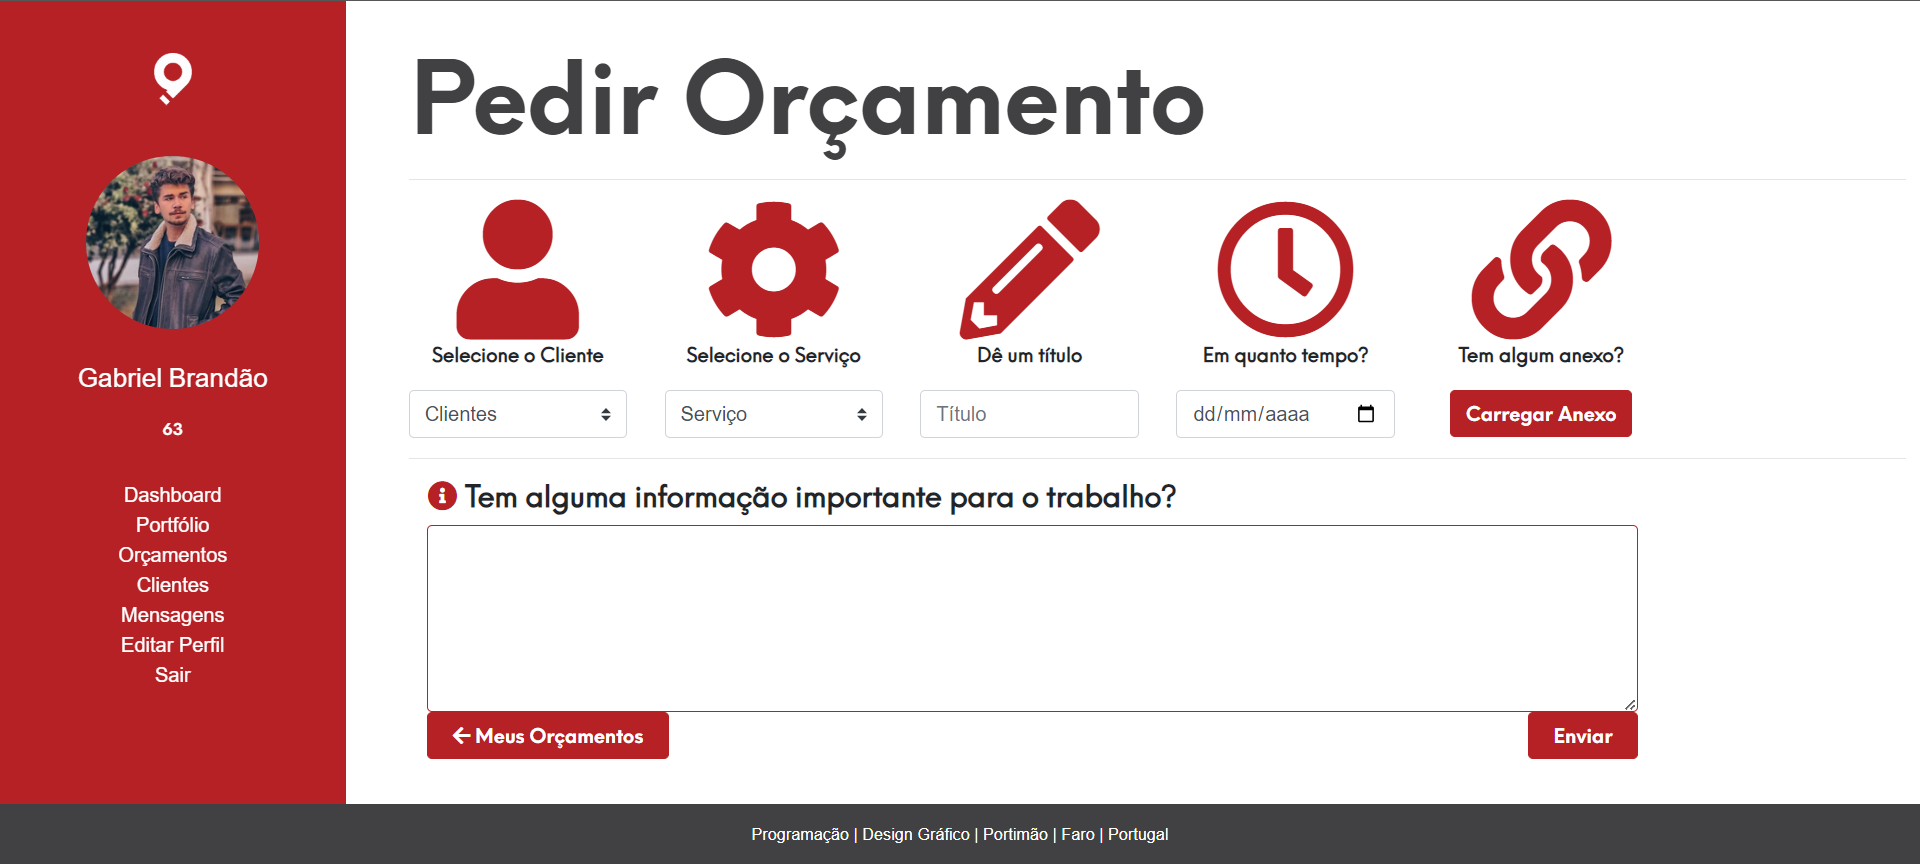 Pedir Orçamento
Gabriel Brandão
63
Dashboard
Portfólio
Orçamentos
Clientes
Mensagens
Editar Perfil
Sair
Selecione o Cliente
Clientes
Selecione o Serviço
Serviço
Dê um título
Título
Em quanto tempo?
dd/mm/aaaa
Tem algum anexo?
Carregar Anexo
Tem alguma informação importante para o trabalho?
Meus Orçamentos
Enviar
Programação | Design Gráfico | Portimão | Faro | Portugal